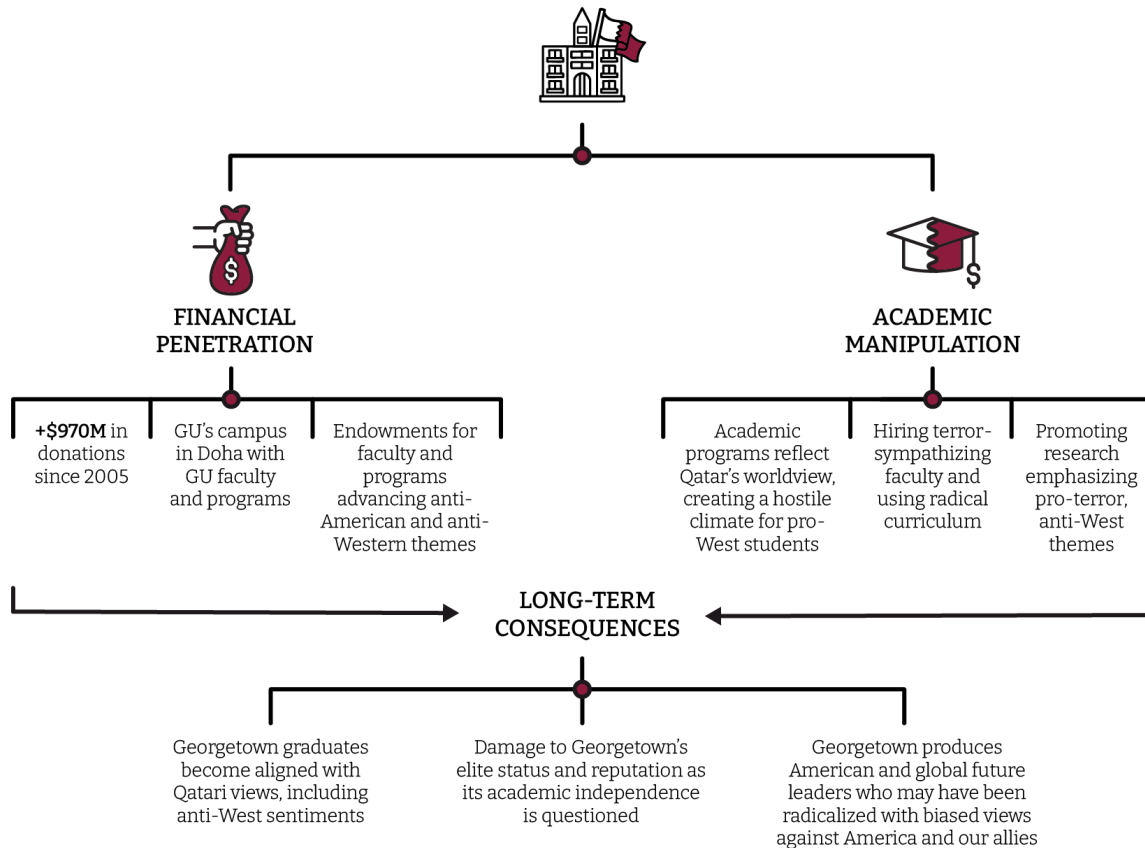 FINANCIAL
PENETRATION
ACADEMIC
MANIPULATION
+$970M in
donations
since 2005
GU's campus
in Doha with
GU faculty
and programs
Endowments for
faculty and
programs
advancing anti-
American and anti-
Western themes
Academic
programs reflect
Qatar's worldview,
creating a hostile
climate for pro-
West students
Hiring terror-
sympathizing
faculty and
using radical
curriculum
Promoting
research
emphasizing
pro-terror,
anti-West
themes
LONG-TERM
CONSEQUENCES
Georgetown graduates
become aligned with
Qatari views, including
anti-West sentiments
Damage to Georgetown's
elite status and reputation as
its academic independence
is questioned
Georgetown produces
American and global future
leaders who may have been
radicalized with biased views
against America and our allies